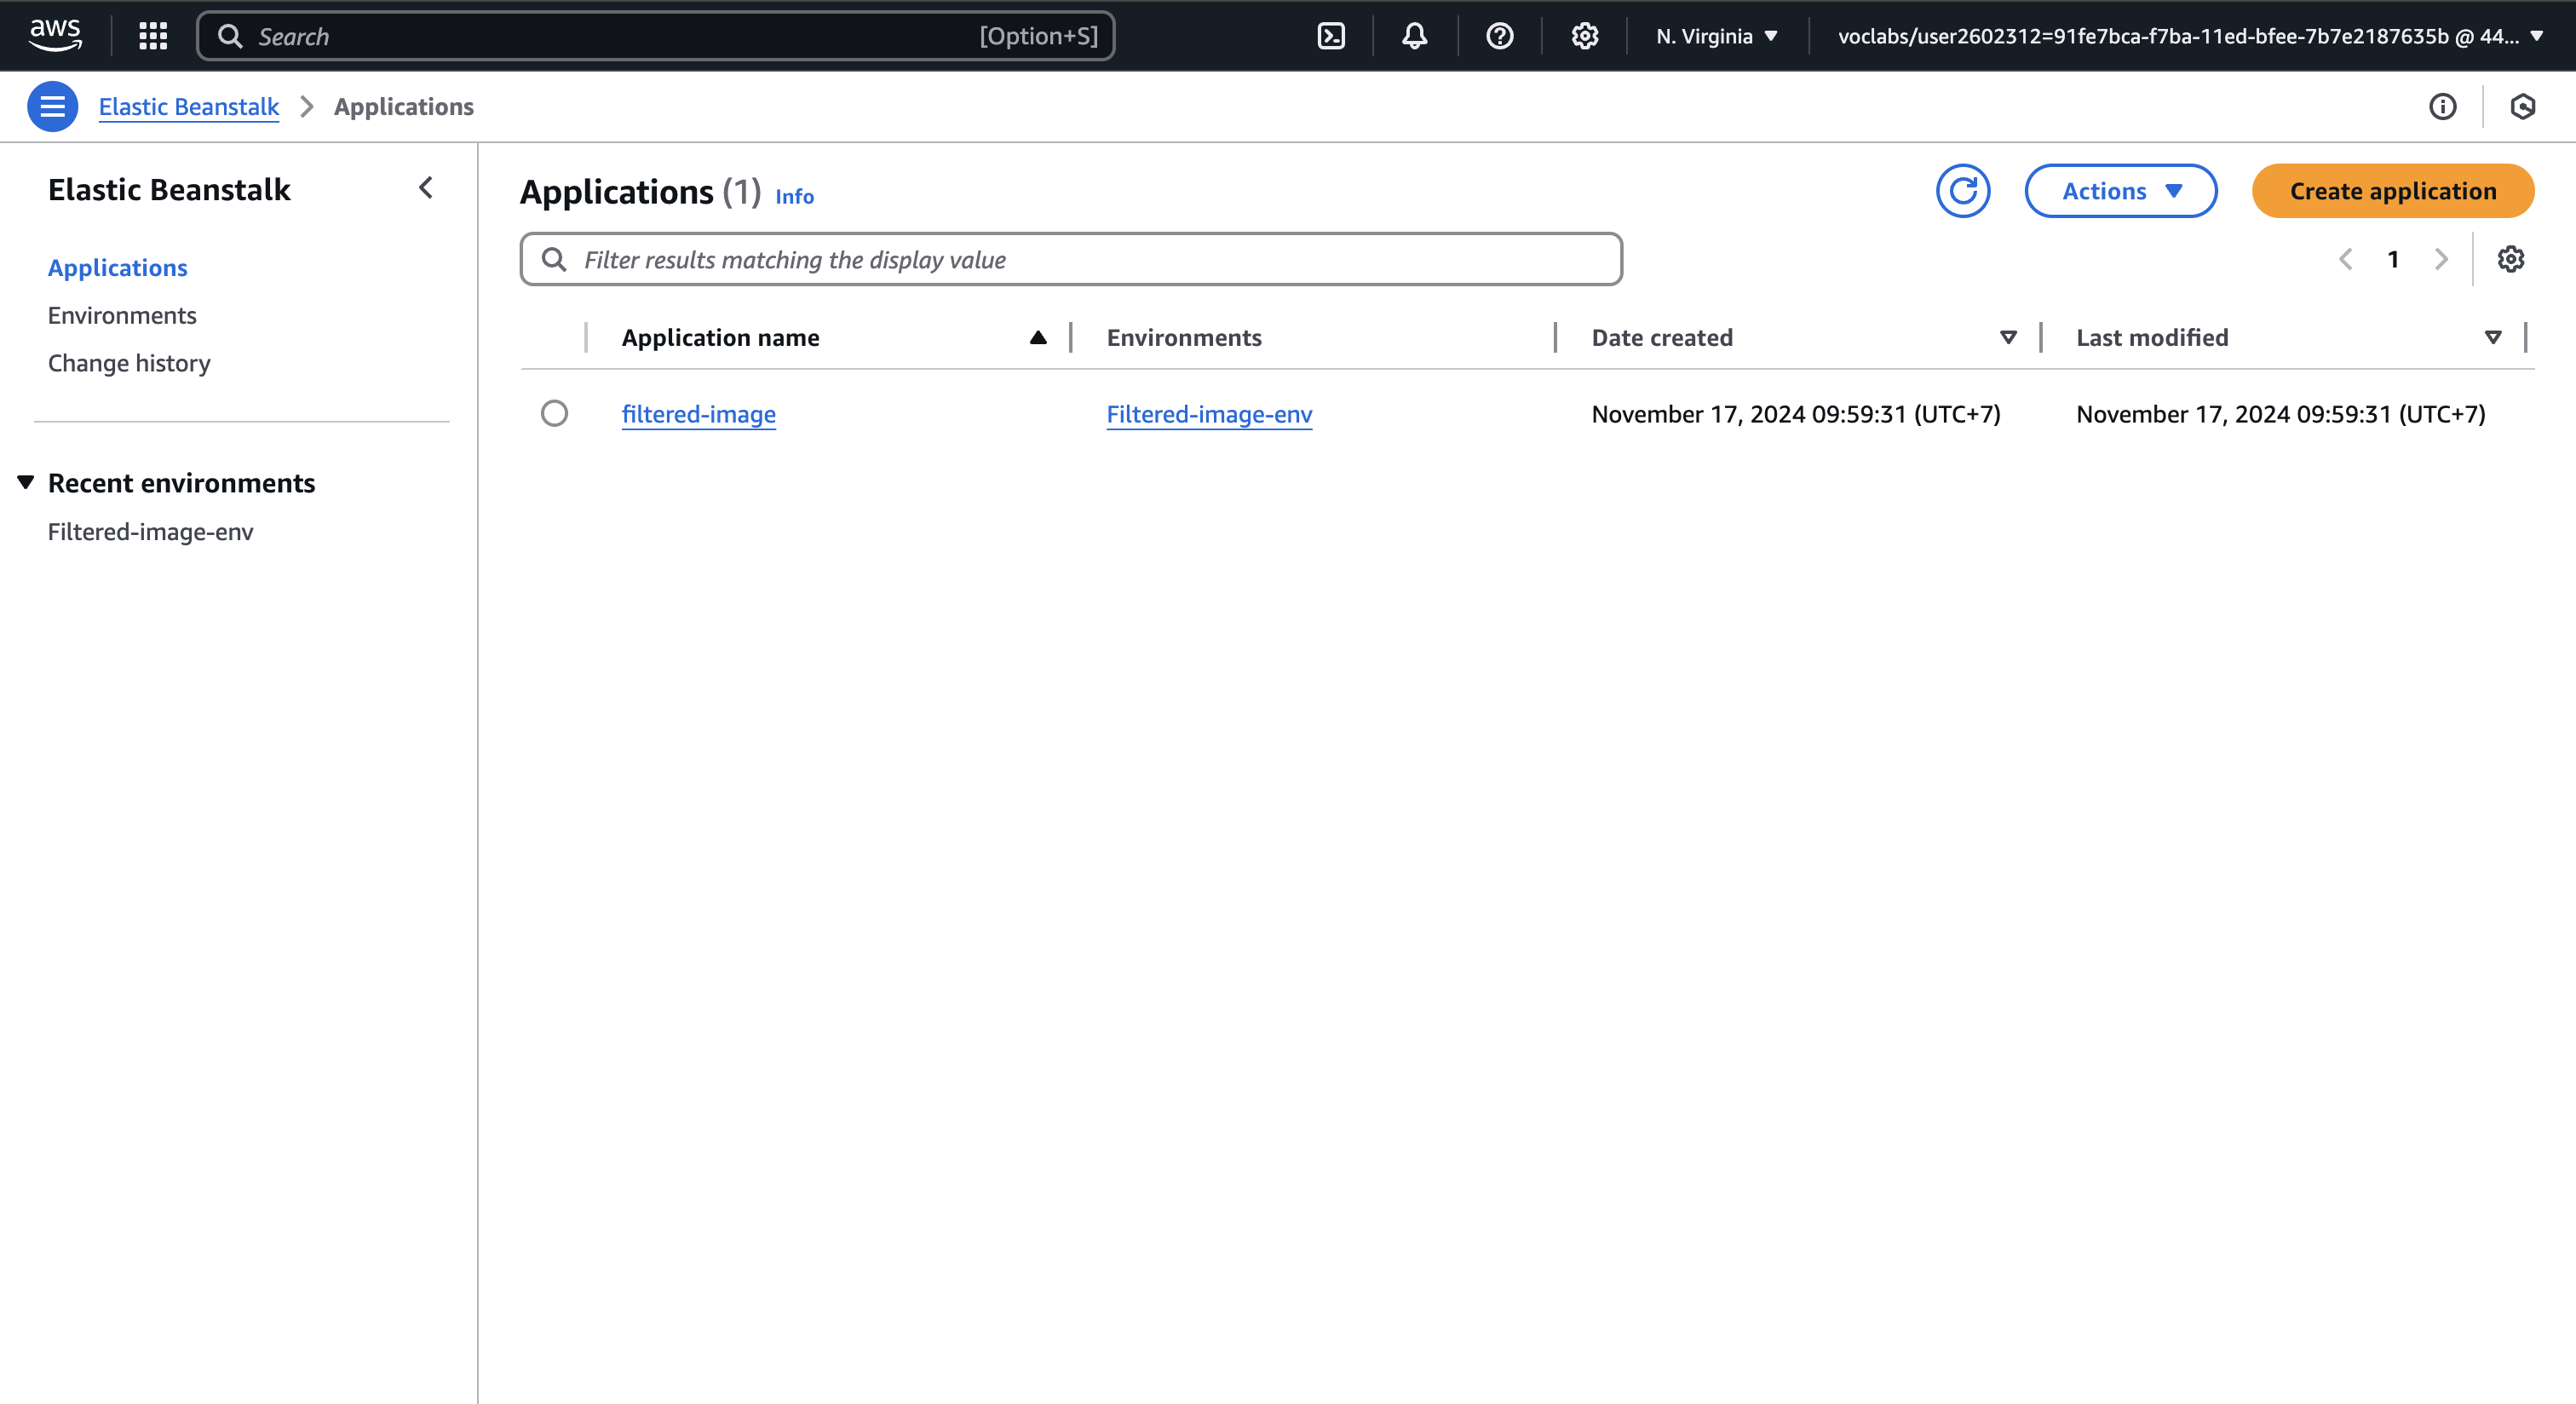 aws
Search [Option+S]
N. Virginia
voclabs/user2602312=91fe7bca-f7ba-11ed-bfee-7b7e2187635b @ 44...
Elastic Beanstalk Applications
Elastic Beanstalk
Applications
Environments
Change history
Recent environments
Filtered-image-env
Applications (1) Info
Actions
Create application
Filter results matching the display value
1
Application name Environments Date created Last modified
filtered-image Filtered-image-env November 17, 2024 09:59:31 (UTC+7) November 17, 2024 09:59:31 (UTC+7)